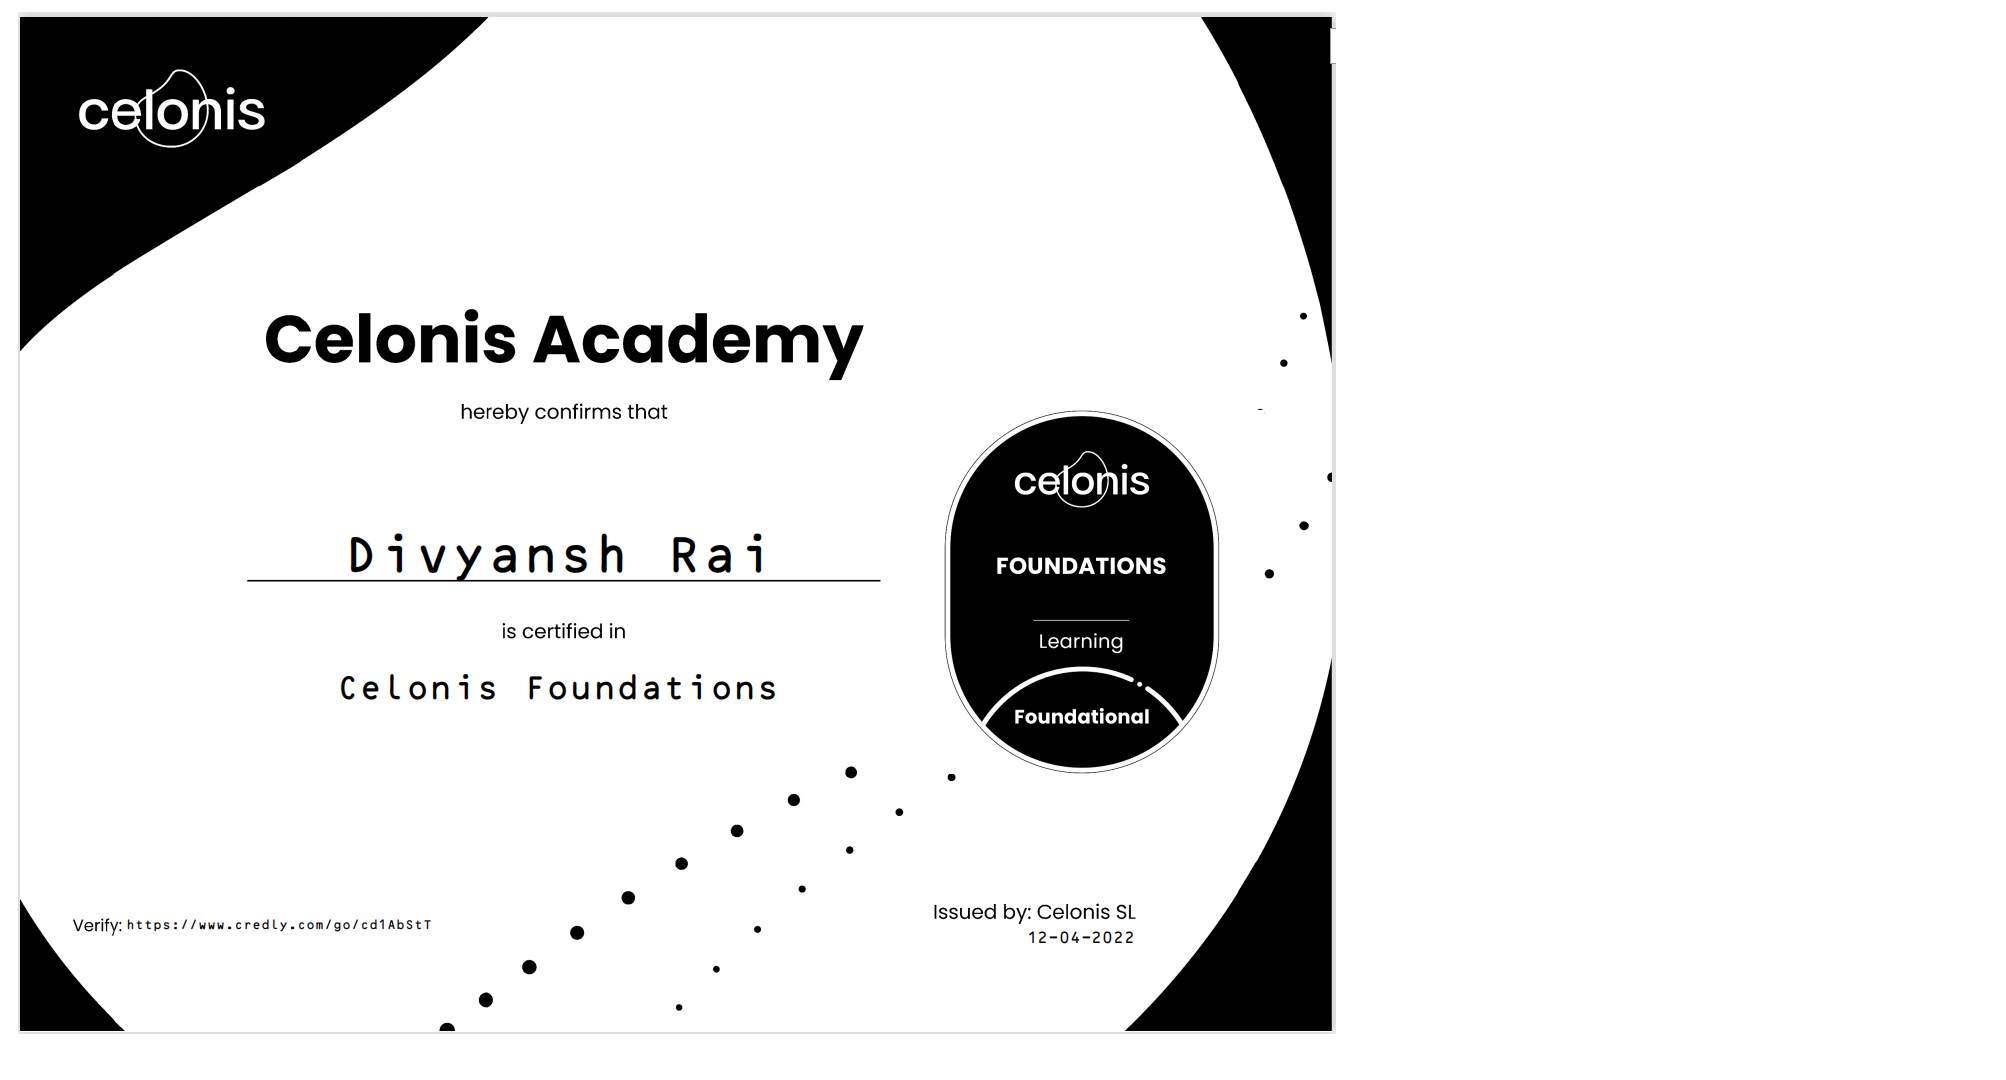 celonis
Celonis Academy
hereby confirms that
Divyansh Rai
is certified in
Celonis Foundations
celonis
FOUNDATIONS
Learning
Foundational
Verify: https://www.credly.com/go/cd1AbStT
Issued by: Celonis SL
12-04-2022